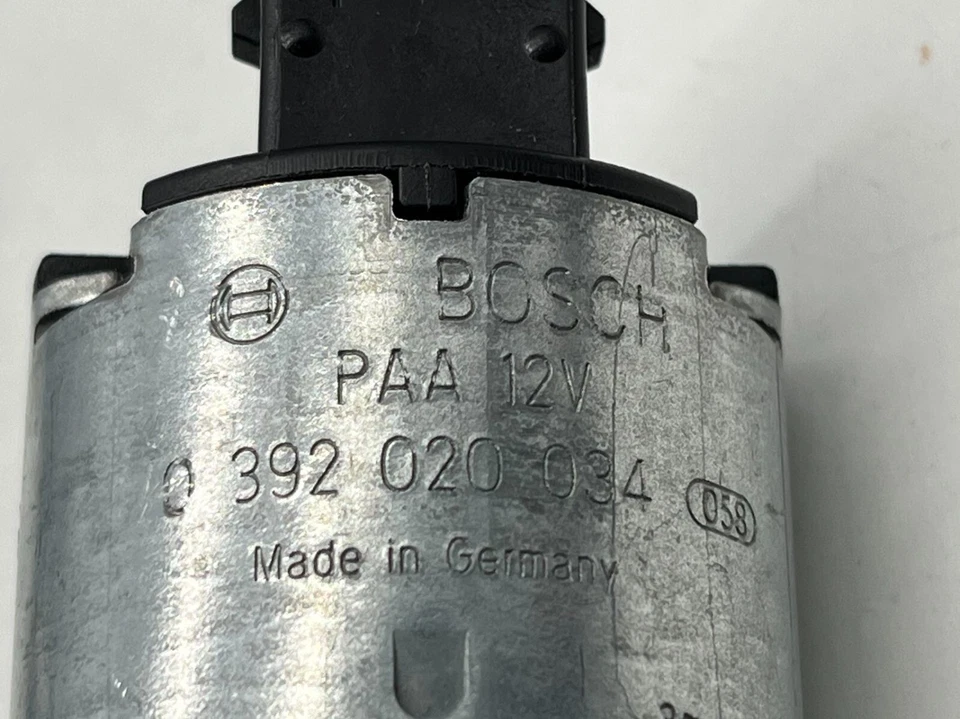 BOSCH
PAA 12V
0 392 020 034 058
Made in Germany